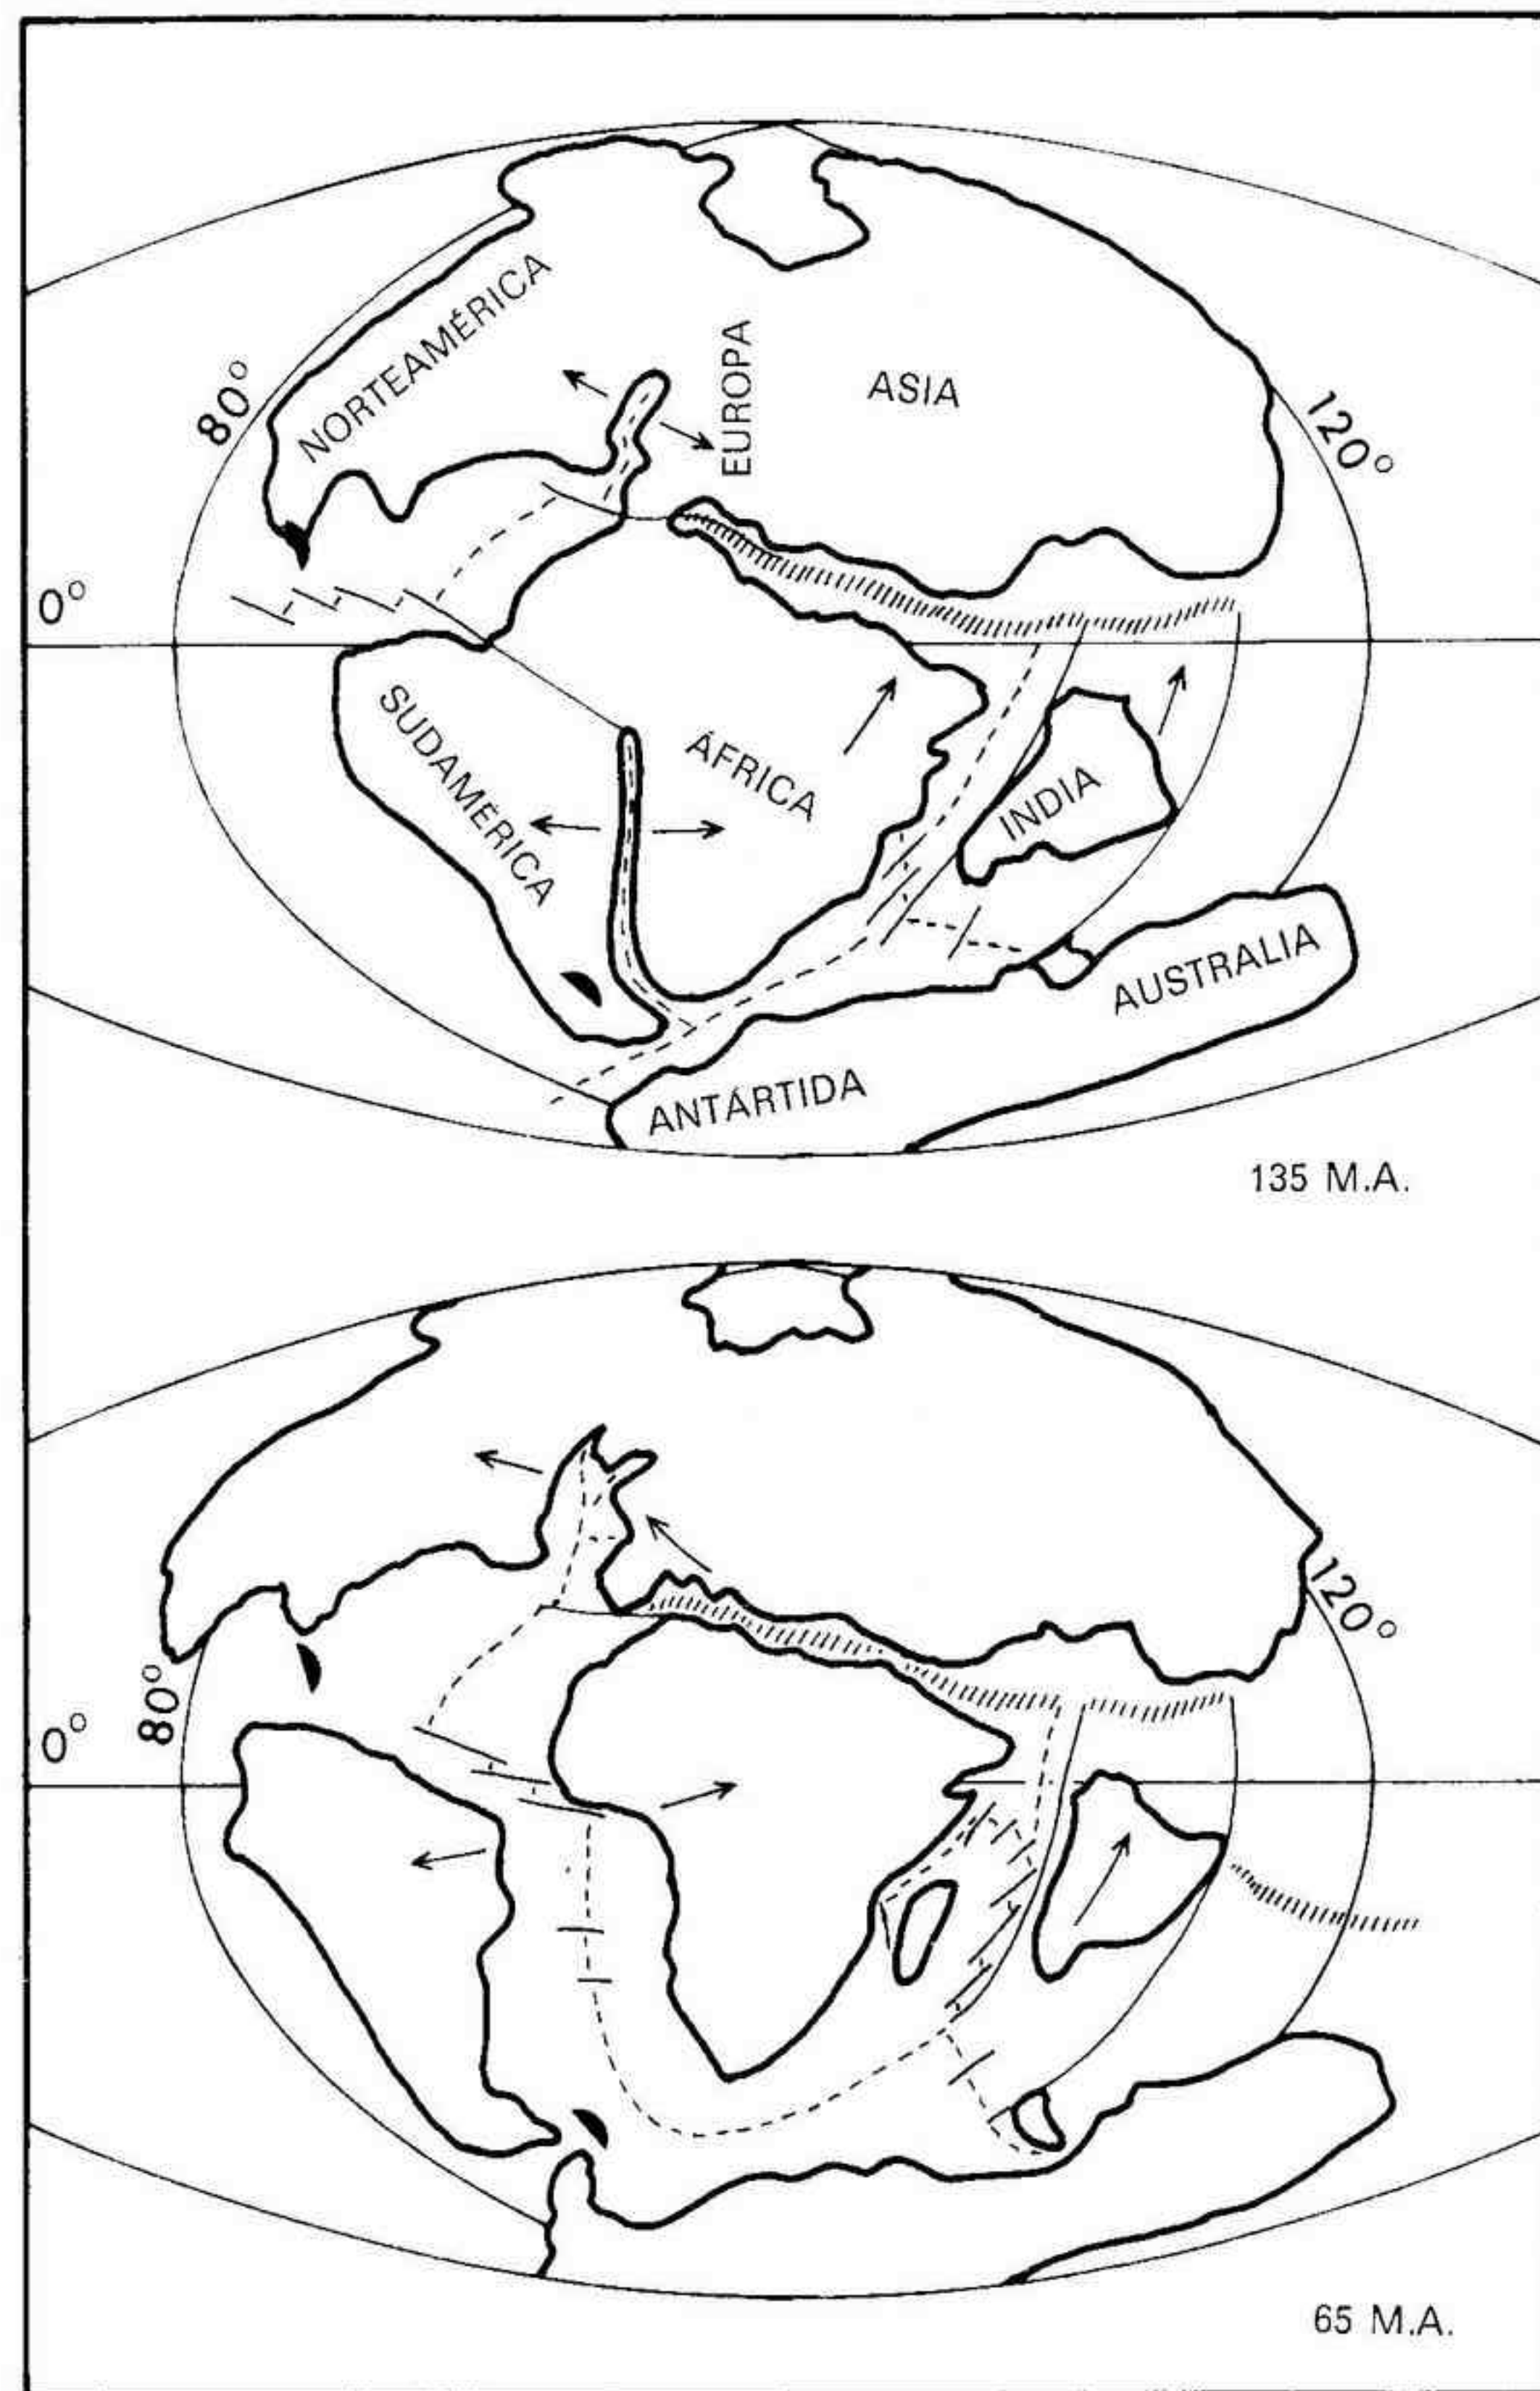 NORTEAMÉRICA
EUROPA
ASIA
80°
120°
0°
SUDAMÉRICA
ÁFRICA
INDIA
AUSTRALIA
ANTÁRTIDA
135 M.A.
120°
80°
0°
65 M.A.